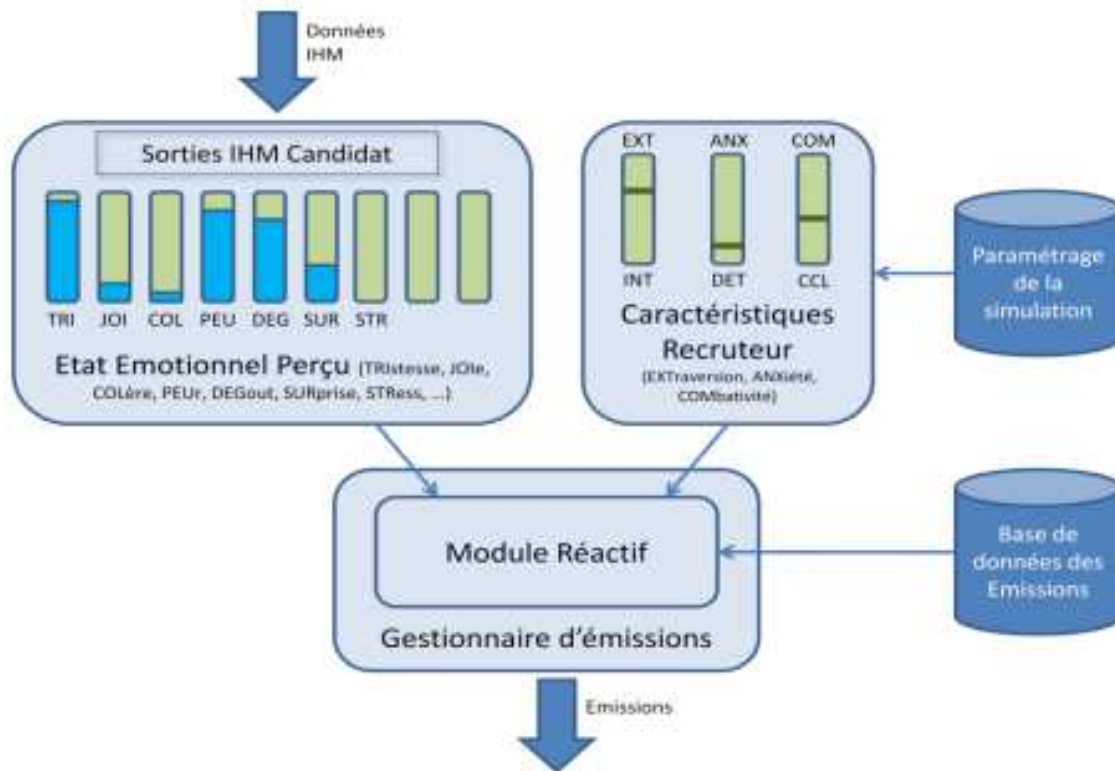 Données
IHM
Sorties IHM Candidat
TRI JOI COL PEU DEG SUR STR
Etat Emotionnel Perçu (TRIstesse, JOIe,
COLère, PEUr, DEGout, SURprise, STRess, ...)
EXT ANX COM
INT DET CCL
Caractéristiques
Recruteur
(EXTraversion, ANXiété,
COMbativité)
Paramétrage
de la
simulation
Module Réactif
Gestionnaire d'émissions
Base de
données des
Emissions
Emissions